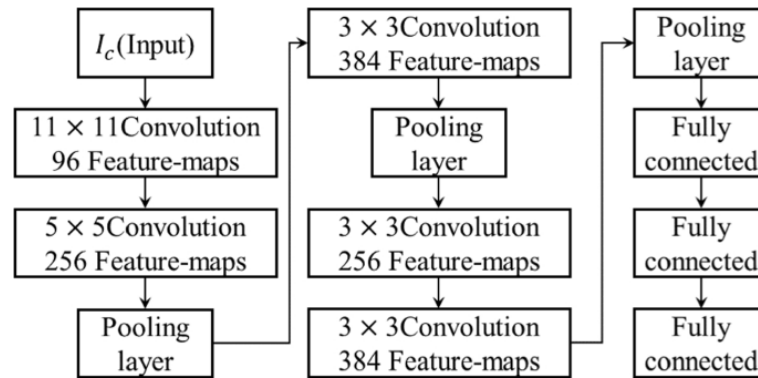 I_c(Input)
11 × 11Convolution
96 Feature-maps
5 × 5Convolution
256 Feature-maps
Pooling
layer
3 × 3Convolution
384 Feature-maps
Pooling
layer
3 × 3Convolution
256 Feature-maps
3 × 3Convolution
384 Feature-maps
Pooling
layer
Fully
connected
Fully
connected
Fully
connected